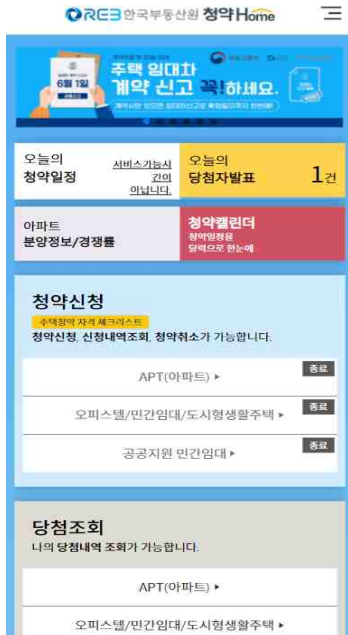 REB 한국부동산원 청약Home
6월 1일
주택 임대차
계약 신고 꼭!하세요.
오늘의
청약일정
서비스가능시
간이
아닙니다.
오늘의
당첨자발표
1건
아파트
분양정보/경쟁률
청약캘린더
청약일정을
달력으로 한눈에
청약신청
주택청약 자격 체크리스트
청약신청, 신청내역조회, 청약취소가 가능합니다.
APT(아파트) ▸
종료
오피스텔/민간임대/도시형생활주택 ▸
종료
공공지원 민간임대 ▸
종료
당첨조회
나의 당첨내역 조회가 가능합니다.
APT(아파트) ▸
오피스텔/민간임대/도시형생활주택 ▸